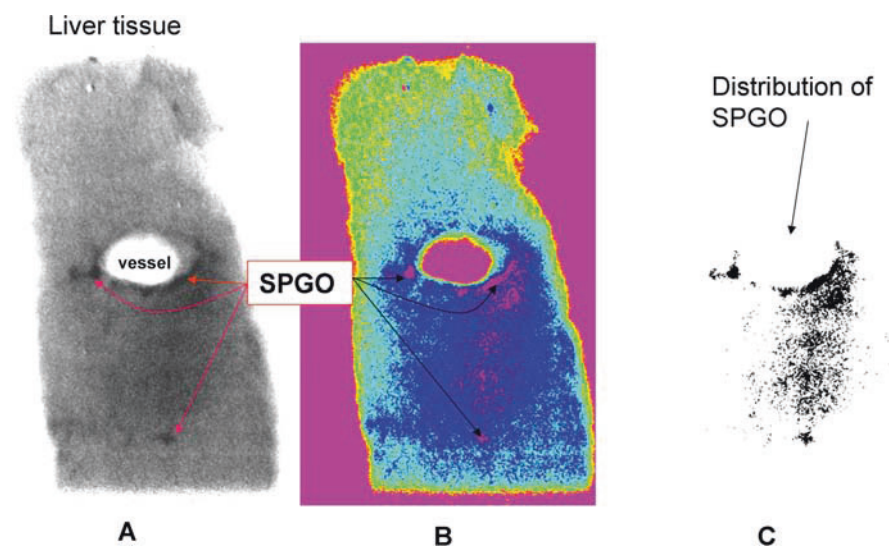 Liver tissue
Distribution of
SPGO
vessel
SPGO
A
B
C